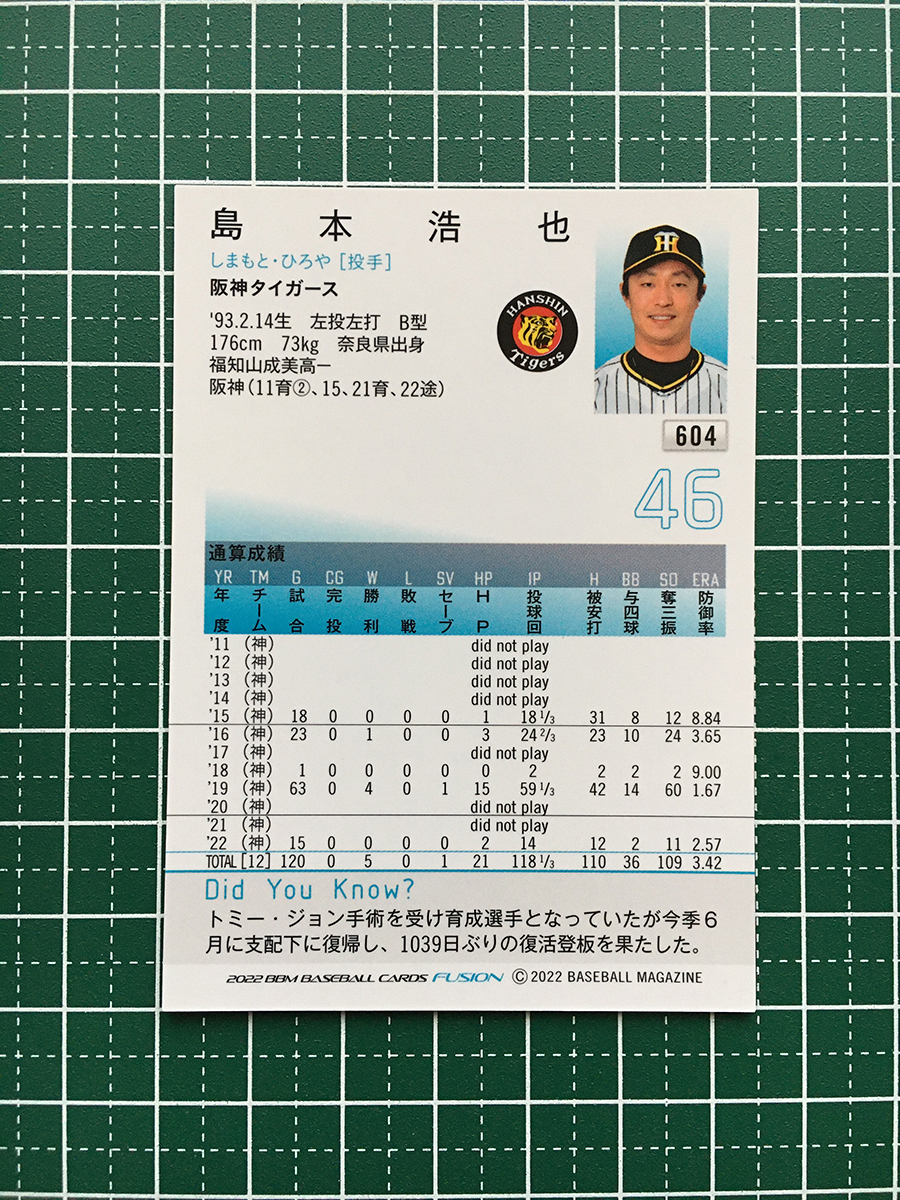 島本浩也
しまもと・ひろや [投手]
阪神タイガース
HANSHIN
Tigers
'93.2.14生 左投左打 B型
176cm 73kg 奈良県出身
福知山成美高ー
阪神(11育②、15、21育、22途)
604
46
通算成績
YR TM G CG W L SV HP IP H BB SO ERA
年度 チーム 試合 完投 勝利 敗戦 セーブ HP 投球回 被安打 与四球 奪三振 防御率
'11 (神) did not play
'12 (神) did not play
'13 (神) did not play
'14 (神) did not play
'15 (神) 18 0 0 0 0 1 18 1/3 31 8 12 8.84
'16 (神) 23 0 1 0 0 3 24 2/3 23 10 24 3.65
'17 (神) did not play
'18 (神) 1 0 0 0 0 0 2 2 2 2 9.00
'19 (神) 63 0 4 0 1 15 59 1/3 42 14 60 1.67
'20 (神) did not play
'21 (神) did not play
'22 (神) 15 0 0 0 0 2 14 12 2 11 2.57
TOTAL [12] 120 0 5 0 1 21 118 1/3 110 36 109 3.42
Did You Know?
トミー・ジョン手術を受け育成選手となっていたが今季6
月に支配下に復帰し、1039日ぶりの復活登板を果たした。
2022 BBM BASEBALL CARDS FUSION © 2022 BASEBALL MAGAZINE